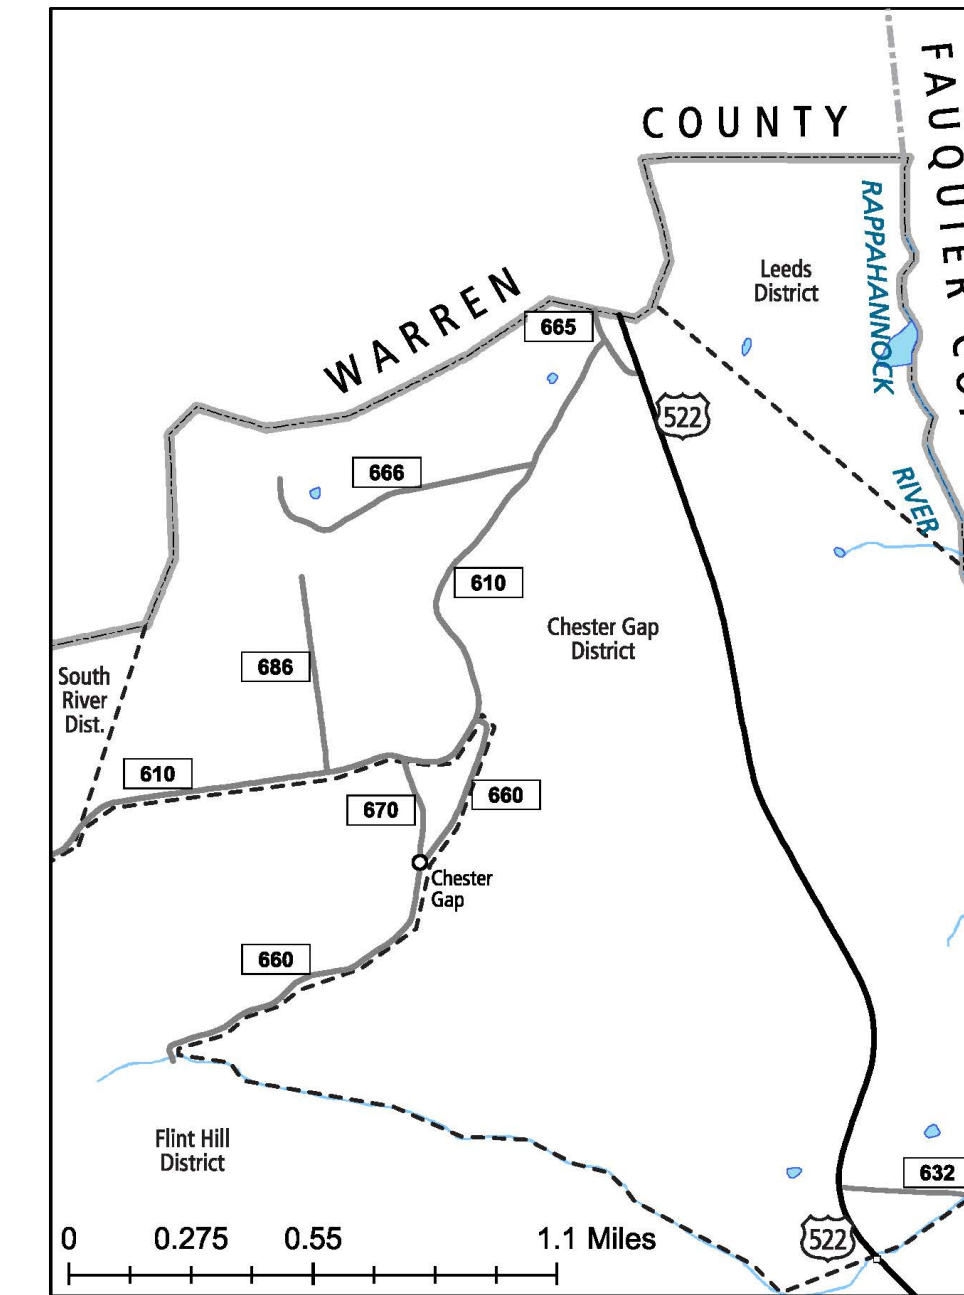 COUNTY
FAUQUIER
RAPPAHANNOCK
RIVER
Leeds
District
WARREN
665
522
666
610
Chester Gap
District
686
South
River
Dist.
610
670
660
Chester
Gap
660
Flint Hill
District
632
522
0 0.275 0.55 1.1 Miles